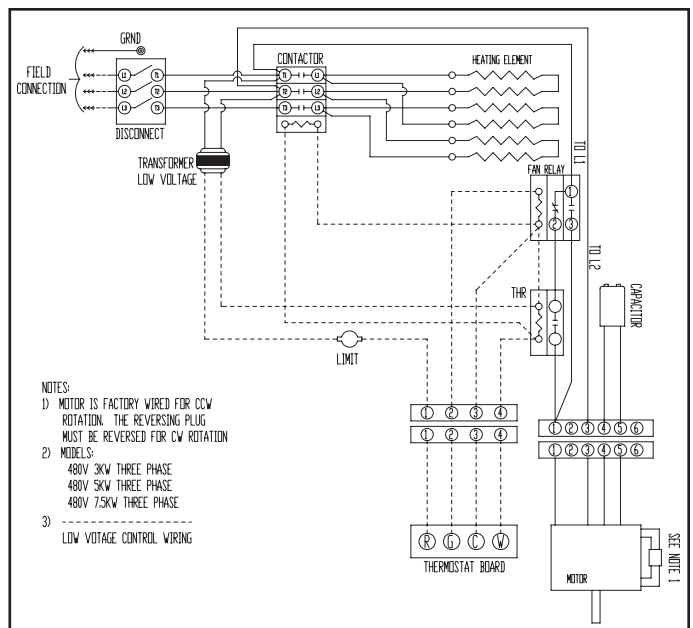 GRND
FIELD
CONNECTION
L1 T1
L2 T2
L3 T3
DISCONNECT
CONTACTOR
T1 L1
T2 L2
T3 L3
HEATING ELEMENT
TRANSFORMER
LOW VOLTAGE
TO L1
FAN RELAY
1
2 3
TO L2
THR
CAPACITOR
LIMIT
NOTES:
1) MOTOR IS FACTORY WIRED FOR CCW
ROTATION. THE REVERSING PLUG
MUST BE REVERSED FOR CW ROTATION
2) MODELS:
480V 3KW THREE PHASE
480V 5KW THREE PHASE
480V 7.5KW THREE PHASE
3) --------------------
LOW VOTAGE CONTROL WIRING
1 2 3 4
1 2 3 4
R G C W
THERMOSTAT BOARD
1 2 3 4 5 6
1 2 3 4 5 6
MOTOR
SEE NOTE 1